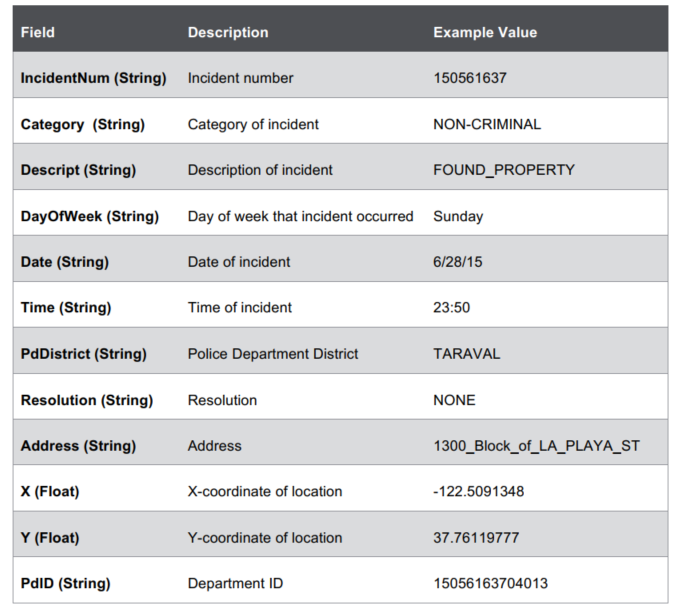 Field Description Example Value
IncidentNum (String) Incident number 150561637
Category (String) Category of incident NON-CRIMINAL
Descript (String) Description of incident FOUND_PROPERTY
DayOfWeek (String) Day of week that incident occurred Sunday
Date (String) Date of incident 6/28/15
Time (String) Time of incident 23:50
PdDistrict (String) Police Department District TARAVAL
Resolution (String) Resolution NONE
Address (String) Address 1300_Block_of_LA_PLAYA_ST
X (Float) X-coordinate of location -122.5091348
Y (Float) Y-coordinate of location 37.76119777
PdID (String) Department ID 15056163704013